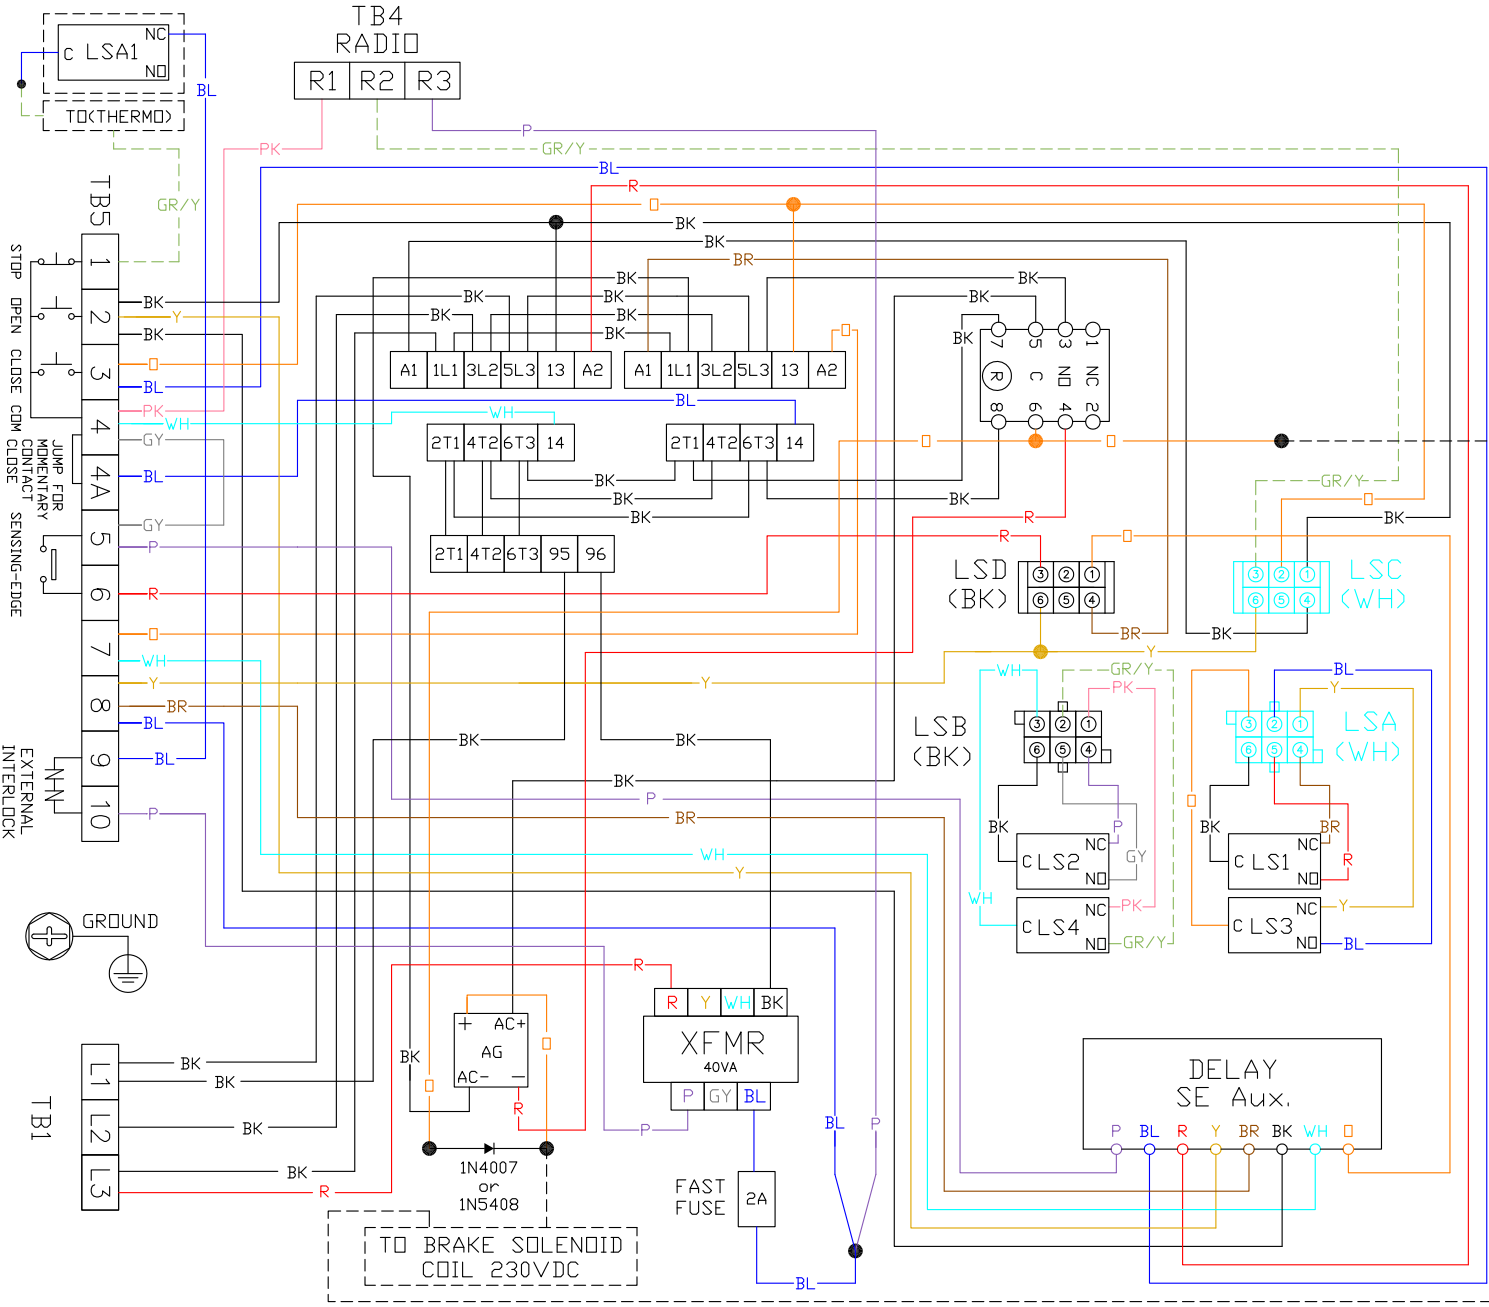 TB4
RADIO
R1 R2 R3
LSA1
C
NC
NO
TO(THERMO)
BL
PK
P
GR/Y
BL
R
O
BK
BK
BR
GR/Y
TB5
1
2
3
4
4A
5
6
7
8
9
10
STOP
OPEN
CLOSE
COM
JUMP FOR
MOMENTARY
CONTACT
CLOSE
SENSING-EDGE
EXTERNAL
INTERLOCK
BK
Y
BK
O
BL
PK
WH
GY
BL
GY
P
R
O
WH
Y
BR
BL
BL
P
BK
BK
BK
BK
BK
BK
BK
BK
BK
O
A1 1L1 3L2 5L3 13 A2
A1 1L1 3L2 5L3 13 A2
WH
BL
2T1 4T2 6T3 14
2T1 4T2 6T3 14
BK
BK
BK
BK
2T1 4T2 6T3 95 96
7 5 3 1
R C NO NC
8 6 4 2
O
O
GR/Y
O
BK
R
R
O
LSD
(BK)
3 2 1
6 5 4
LSC
(WH)
3 2 1
6 5 4
BR
BK
Y
Y
BK
BK
BK
P
BR
WH
Y
WH
GR/Y
PK
LSB
(BK)
3 2 1
6 5 4
BK
P
GY
C LS2
NC
NO
WH
C LS4
NC
NO
PK
GR/Y
BL
Y
LSA
(WH)
3 2 1
6 5 4
O
BK
BR
R
C LS1
NC
NO
C LS3
NC
NO
Y
BL
GROUND
TB1
L1
L2
L3
BK
BK
BK
BK
R
R
+ AC+
AG
AC- -
BK
O
O
R
1N4007
or
1N5408
TO BRAKE SOLENOID
COIL 230VDC
R Y WH BK
XFMR
40VA
P GY BL
P
FAST
FUSE
2A
BL
BL
P
DELAY
SE Aux.
P BL R Y BR BK WH O